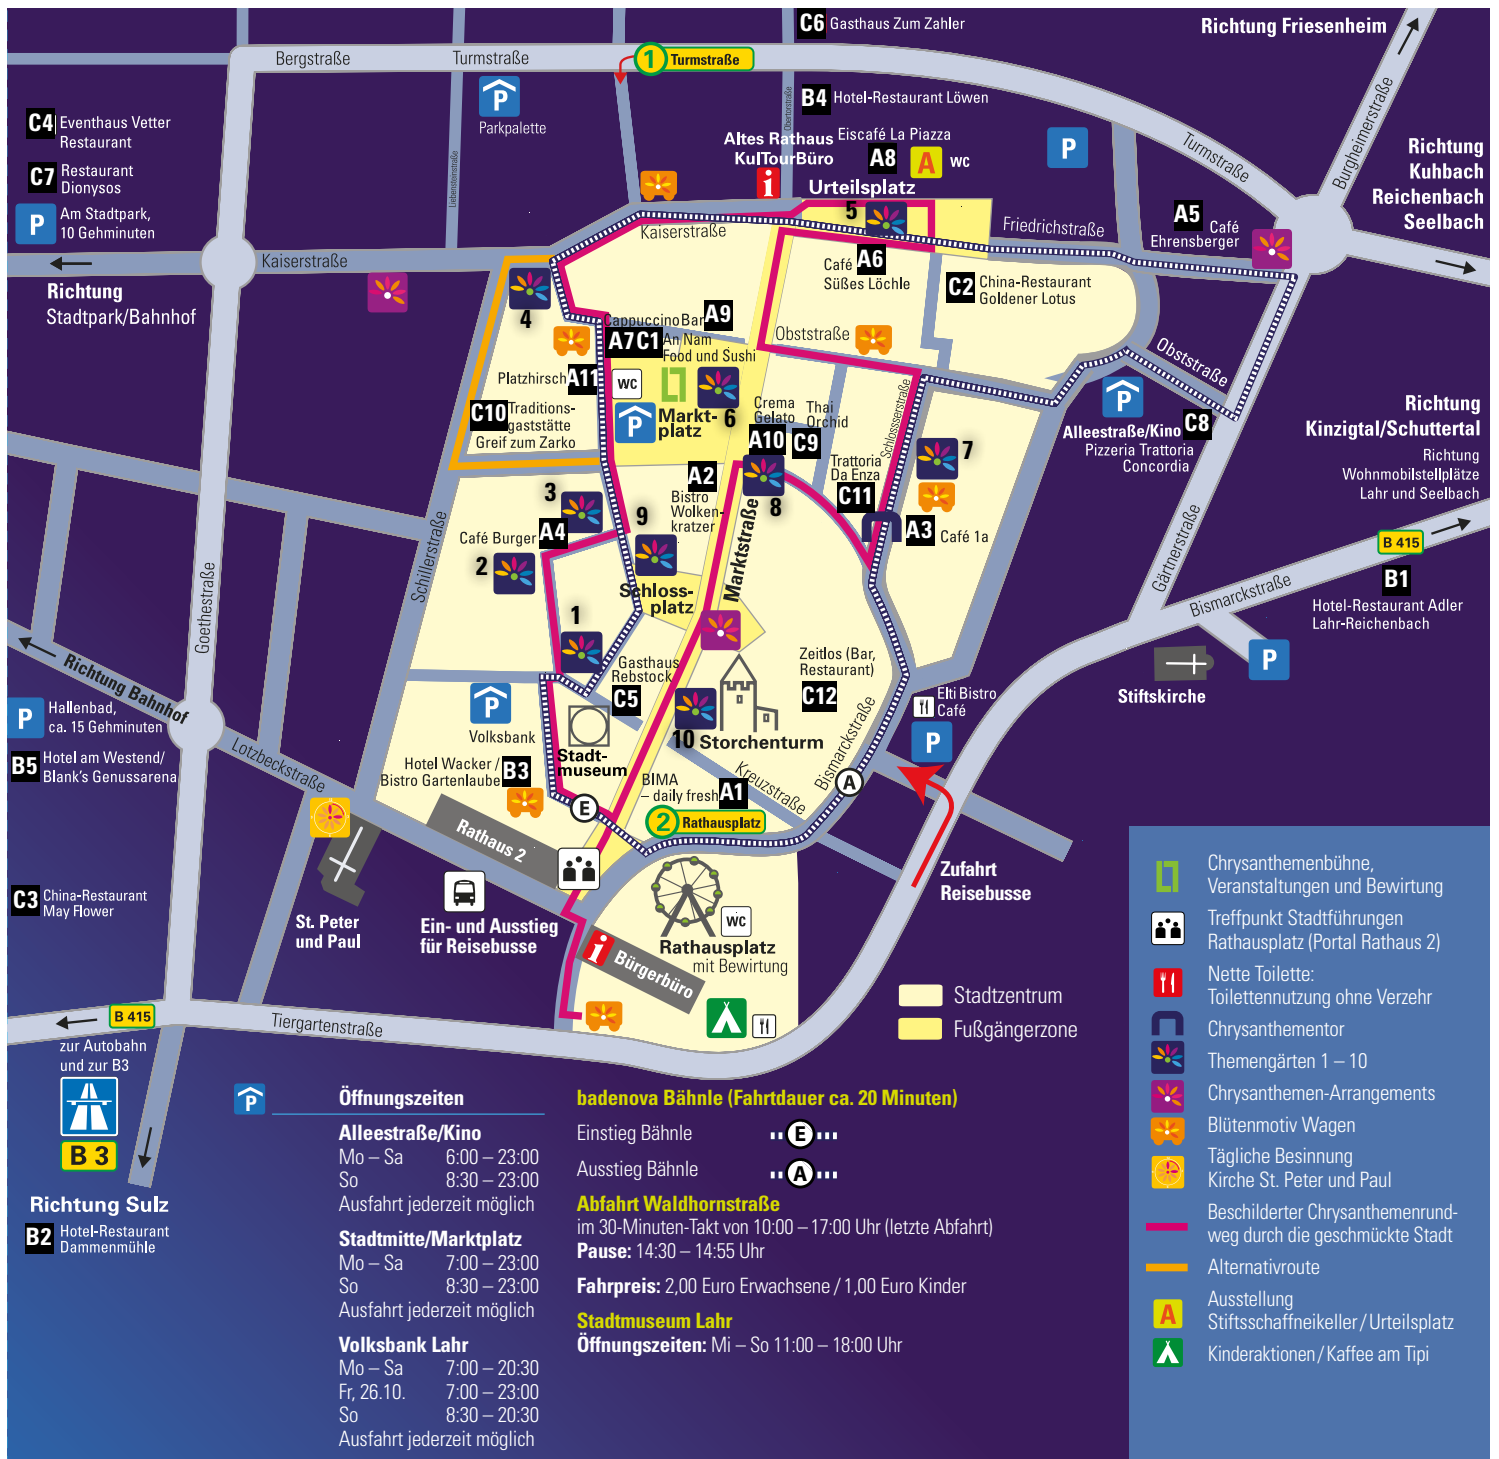 C6 Gasthaus Zum Zahler
Richtung Friesenheim
Bergstraße
Turmstraße
1 Turmstraße
P
Parkpalette
B4 Hotel-Restaurant Löwen
Obertorstraße
Liebensteinstraße
C4 Eventhaus Vetter
Restaurant
C7 Restaurant
Dionysos
P Am Stadtpark,
10 Gehminuten
Altes Rathaus
KulTourBüro
i
Eiscafé La Piazza
A8 A WC
Urteilsplatz
5
P
Turmstraße
Burgheimerstraße
Richtung
Kuhbach
Reichenbach
Seelbach
A5 Café
Ehrensberger
Friedrichstraße
Kaiserstraße
Kaiserstraße
Richtung
Stadtpark/Bahnhof
4
Café A6
Süßes Löchle
C2 China-Restaurant
Goldener Lotus
Cappuccino Bar A9
A7 C1 An Nam
Food und Sushi
Obststraße
Obststraße
Platzhirsch A11
WC
P Markt-
platz
6
C10 Traditions-
gaststätte
Greif zum Zarko
Crema
Gelato
A10
Thai
Orchid
C9
Schlosserstraße
P
Alleestraße/Kino C8
Pizzeria Trattoria
Concordia
Richtung
Kinzigtal/Schuttertal
Richtung
Wohnmobilstellplätze
Lahr und Seelbach
7
Trattoria
Da Enza
C11
A2
Bistro
Wolken-
kratzer
8
3
9
A3 Café 1a
Café Burger A4
2
Marktstraße
Schloss-
platz
1
Schillerstraße
Goethestraße
Gärtnerstraße
B 415
B1
Hotel-Restaurant Adler
Lahr-Reichenbach
Bismarckstraße
P
Stiftskirche
Richtung Bahnhof
Gasthaus
Rebstock
C5
Zeitlos (Bar,
Restaurant)
C12
Elti Bistro
Café
P
P
Volksbank
10 Storchenturm
Stadt-
museum
Bismarckstraße
Kreuzstraße
P Hallenbad,
ca. 15 Gehminuten
B5 Hotel am Westend/
Blank's Genussarena
Lotzbeckstraße
Hotel Wacker /
Bistro Gartenlaube B3
BIMA
– daily fresh A1
2 Rathausplatz
E
A
Rathaus 2
Zufahrt
Reisebusse
C3 China-Restaurant
May Flower
St. Peter
und Paul
Ein- und Ausstieg
für Reisebusse
WC
Rathausplatz
mit Bewirtung
i Bürgerbüro
Stadtzentrum
Fußgängerzone
Tiergartenstraße
B 415
zur Autobahn
und zur B3
B 3
Richtung Sulz
B2 Hotel-Restaurant
Dammenmühle
P Öffnungszeiten
Alleestraße/Kino
Mo – Sa 6:00 – 23:00
So 8:30 – 23:00
Ausfahrt jederzeit möglich
Stadtmitte/Marktplatz
Mo – Sa 7:00 – 23:00
So 8:30 – 23:00
Ausfahrt jederzeit möglich
Volksbank Lahr
Mo – Sa 7:00 – 20:30
Fr, 26.10. 7:00 – 23:00
So 8:30 – 20:30
Ausfahrt jederzeit möglich
badenova Bähnle (Fahrtdauer ca. 20 Minuten)
Einstieg Bähnle E
Ausstieg Bähnle A
Abfahrt Waldhornstraße
im 30-Minuten-Takt von 10:00 – 17:00 Uhr (letzte Abfahrt)
Pause: 14:30 – 14:55 Uhr
Fahrpreis: 2,00 Euro Erwachsene / 1,00 Euro Kinder
Stadtmuseum Lahr
Öffnungszeiten: Mi – So 11:00 – 18:00 Uhr
Chrysanthemenbühne,
Veranstaltungen und Bewirtung
Treffpunkt Stadtführungen
Rathausplatz (Portal Rathaus 2)
Nette Toilette:
Toilettennutzung ohne Verzehr
Chrysanthementor
Themengärten 1 – 10
Chrysanthemen-Arrangements
Blütenmotiv Wagen
Tägliche Besinnung
Kirche St. Peter und Paul
Beschilderter Chrysanthemenrund-
weg durch die geschmückte Stadt
Alternativroute
A Ausstellung
Stiftsschaffneikeller / Urteilsplatz
Kinderaktionen / Kaffee am Tipi